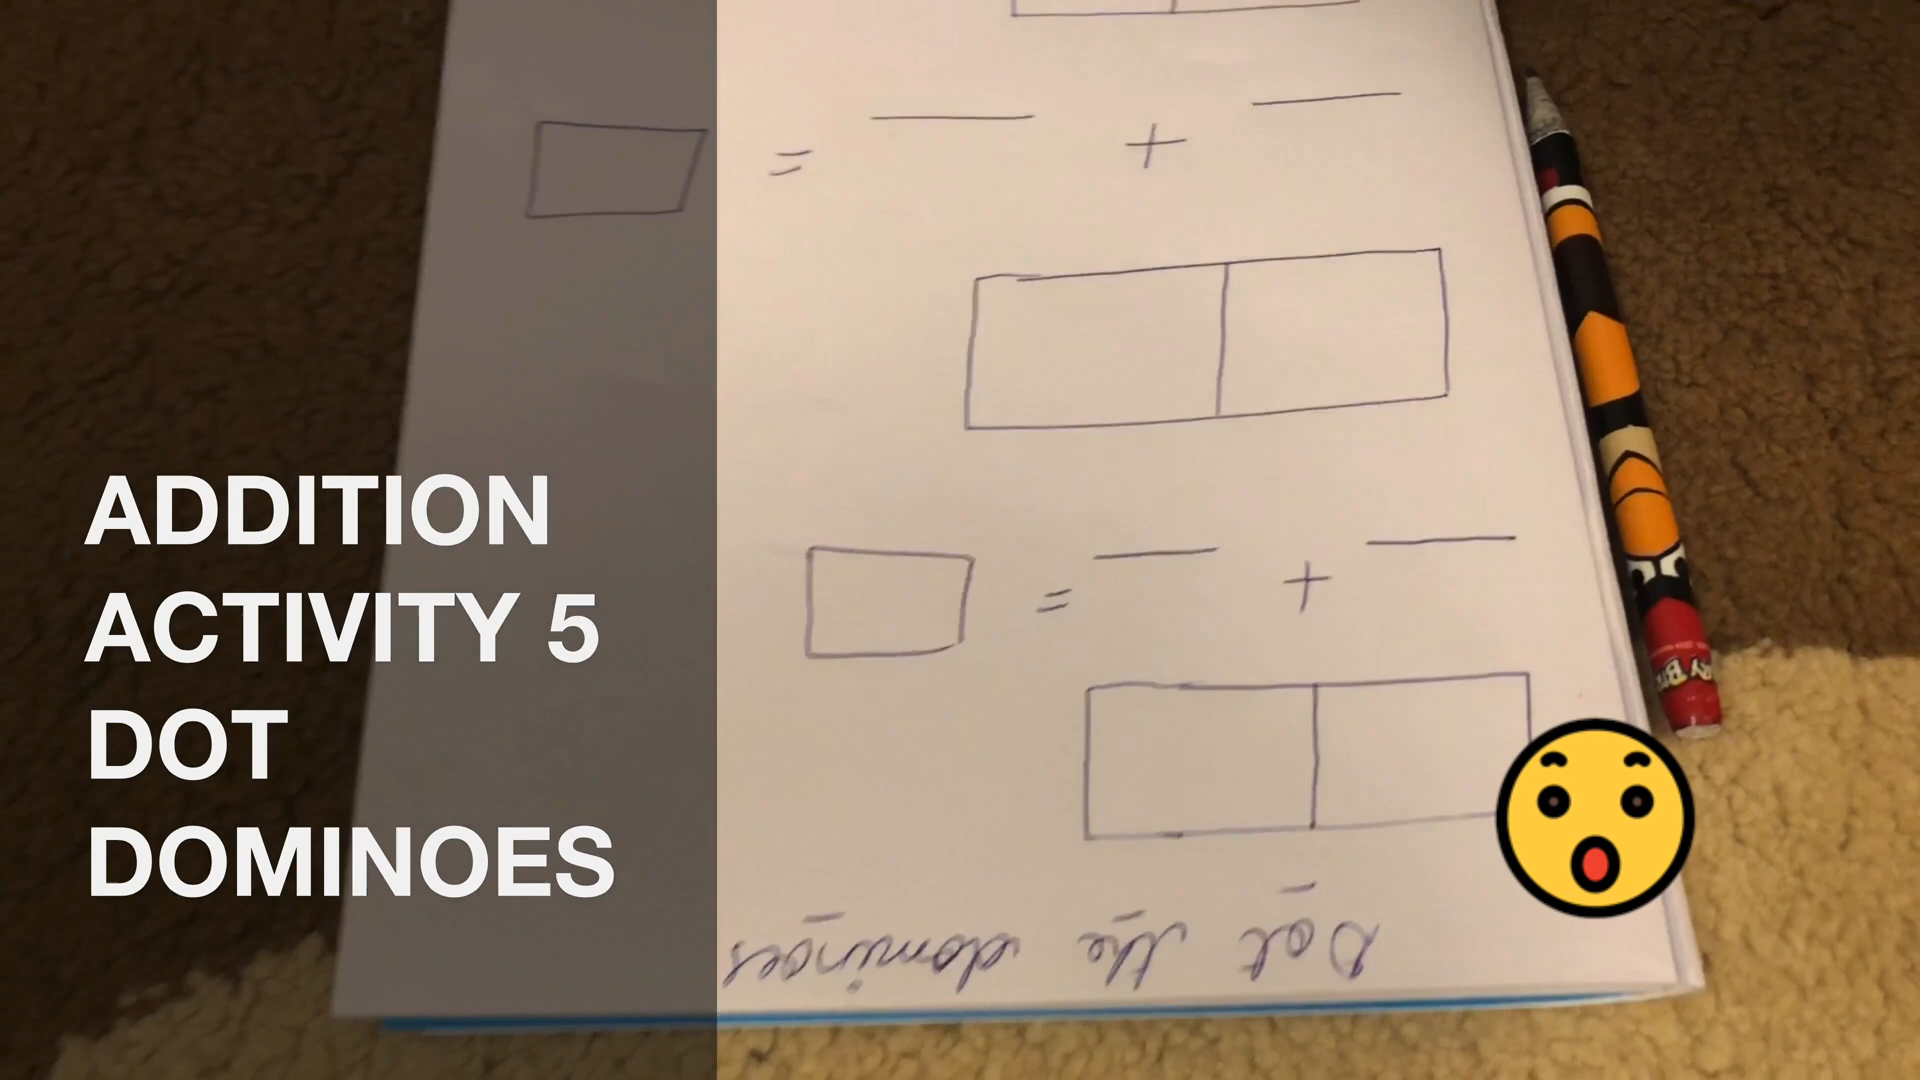 ADDITION
ACTIVITY 5
DOT
DOMINOES
= +
= +
Dot the dominoes